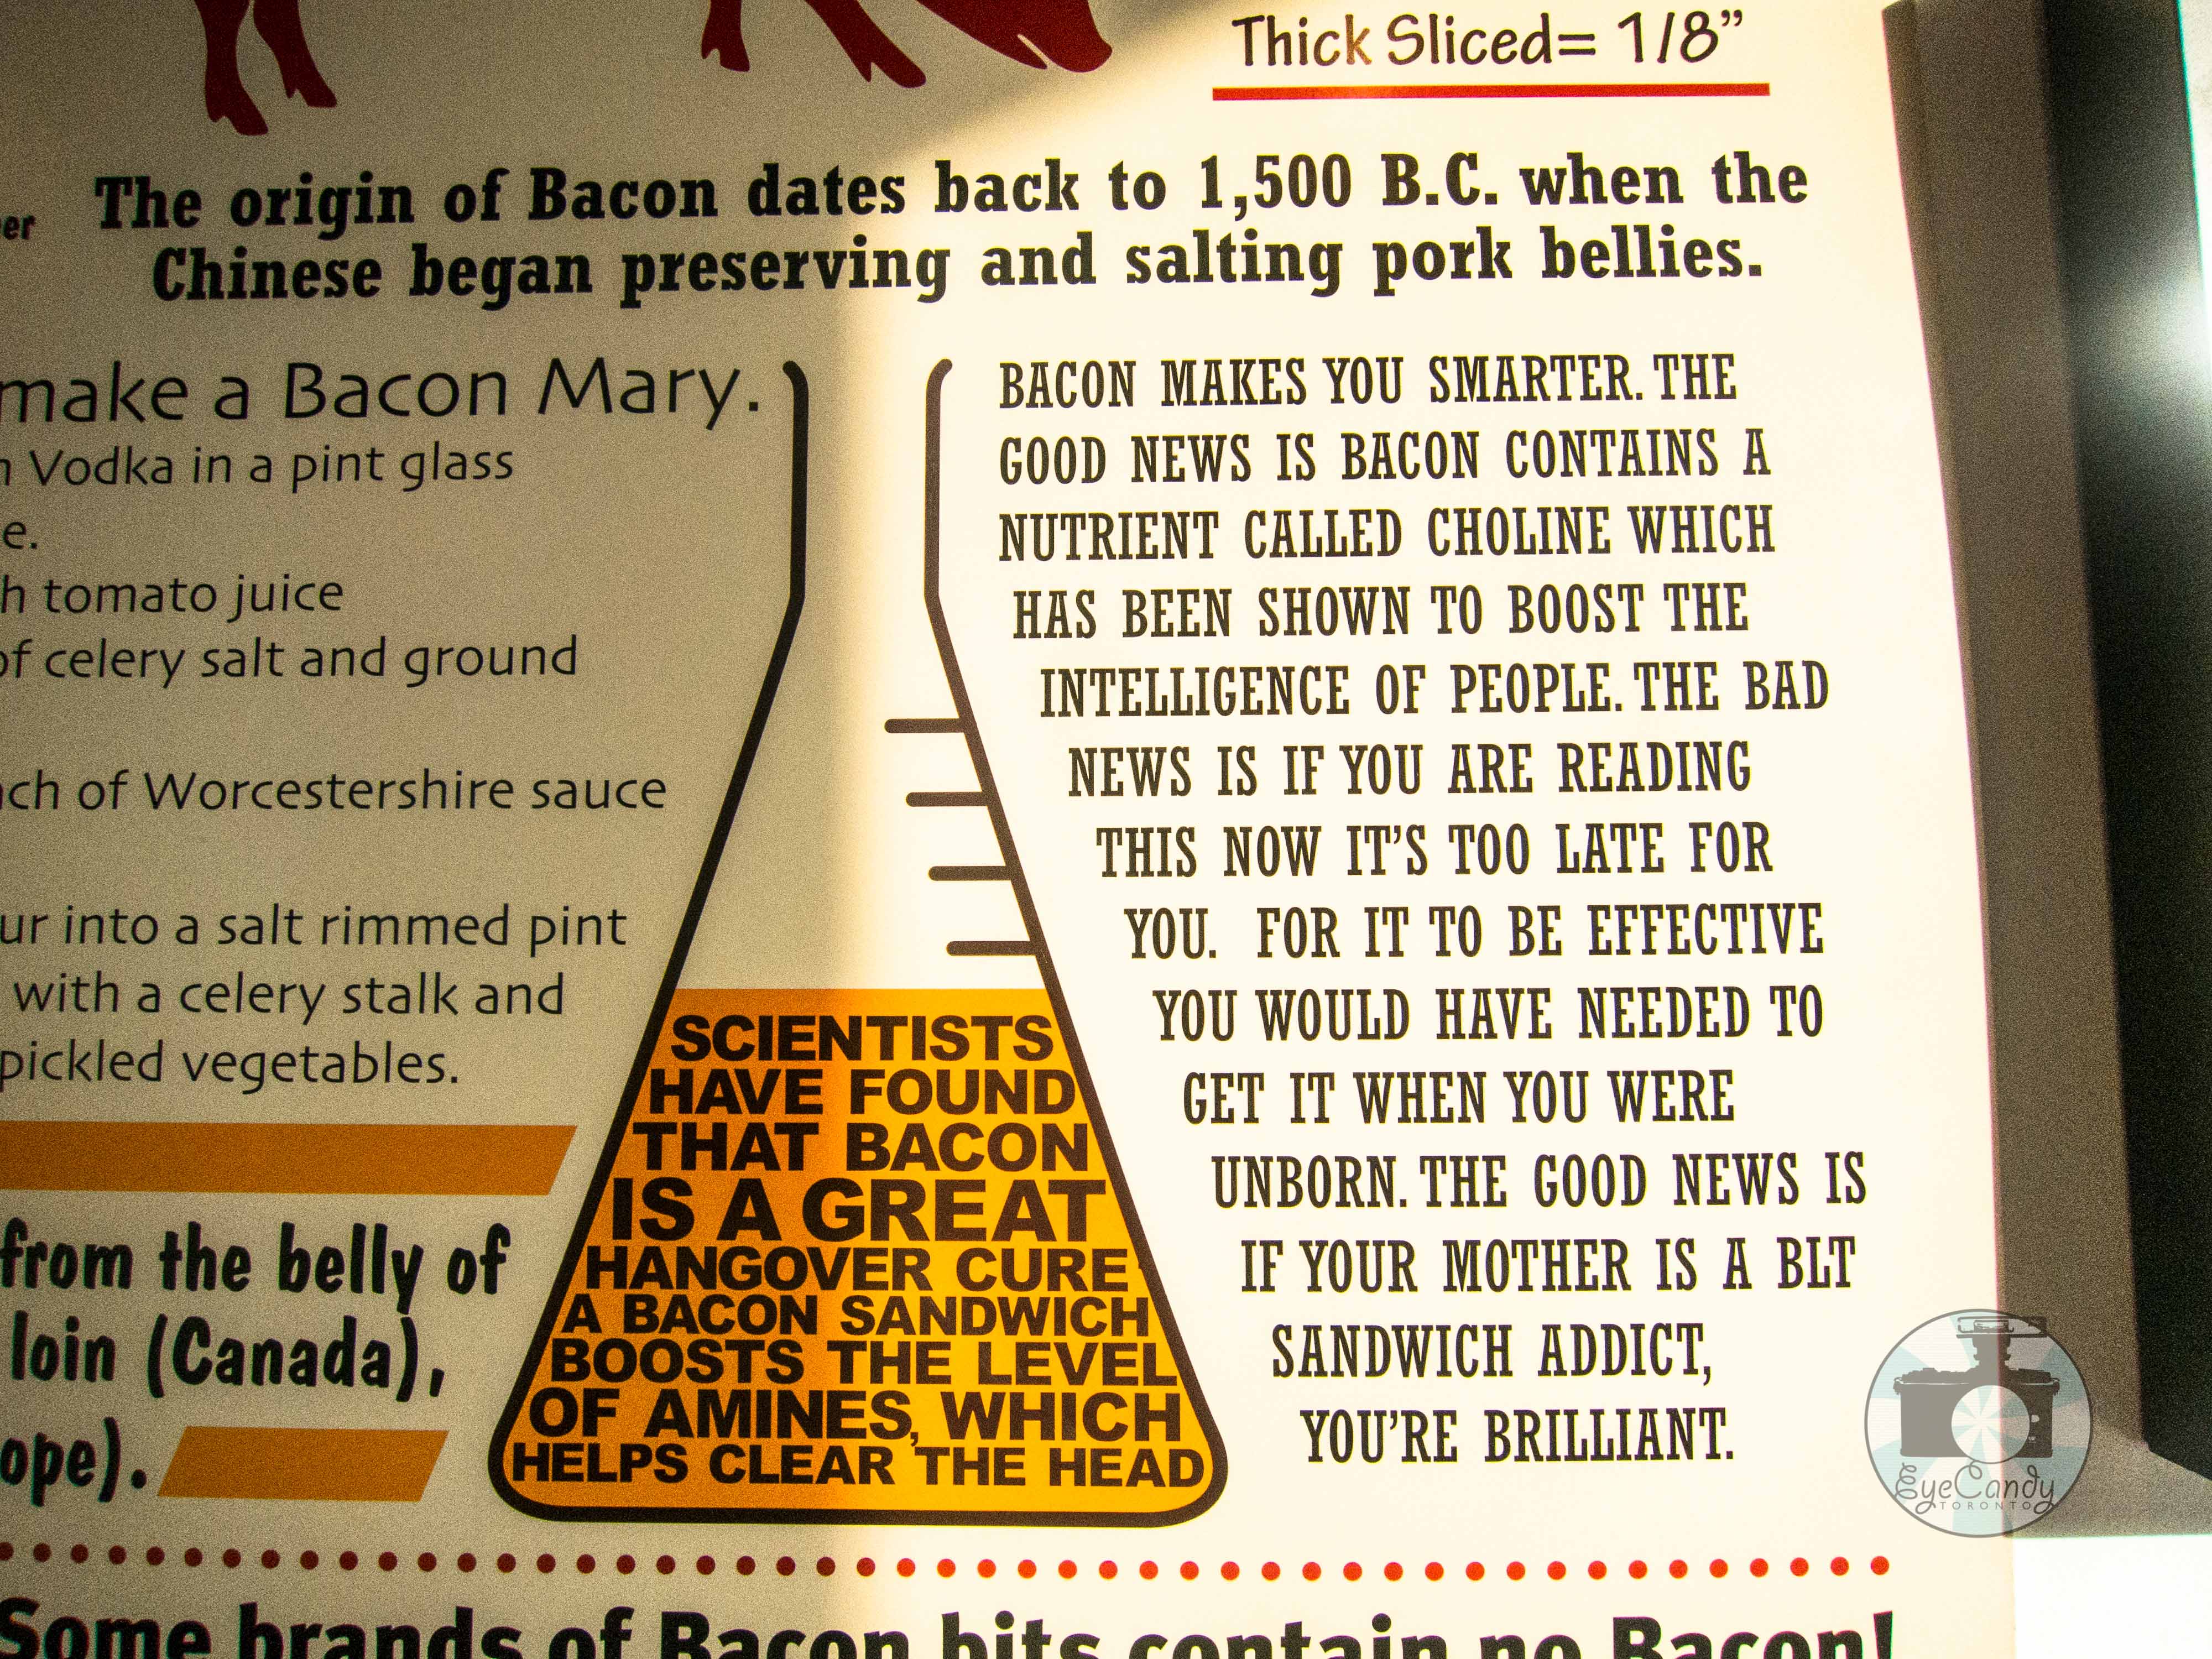 Thick Sliced= 1/8”
The origin of Bacon dates back to 1,500 B.C. when the
Chinese began preserving and salting pork bellies.
er
make a Bacon Mary.
n Vodka in a pint glass
e.
h tomato juice
of celery salt and ground
ch of Worcestershire sauce
ur into a salt rimmed pint
with a celery stalk and
pickled vegetables.
from the belly of
loin (Canada),
ope).
SCIENTISTS
HAVE FOUND
THAT BACON
IS A GREAT
HANGOVER CURE
A BACON SANDWICH
BOOSTS THE LEVEL
OF AMINES, WHICH
HELPS CLEAR THE HEAD
BACON MAKES YOU SMARTER. THE
GOOD NEWS IS BACON CONTAINS A
NUTRIENT CALLED CHOLINE WHICH
HAS BEEN SHOWN TO BOOST THE
INTELLIGENCE OF PEOPLE. THE BAD
NEWS IS IF YOU ARE READING
THIS NOW IT’S TOO LATE FOR
YOU. FOR IT TO BE EFFECTIVE
YOU WOULD HAVE NEEDED TO
GET IT WHEN YOU WERE
UNBORN. THE GOOD NEWS IS
IF YOUR MOTHER IS A BLT
SANDWICH ADDICT,
YOU’RE BRILLIANT.
EyeCandy
TORONTO
Some brands of Bacon bits contain no Bacon!